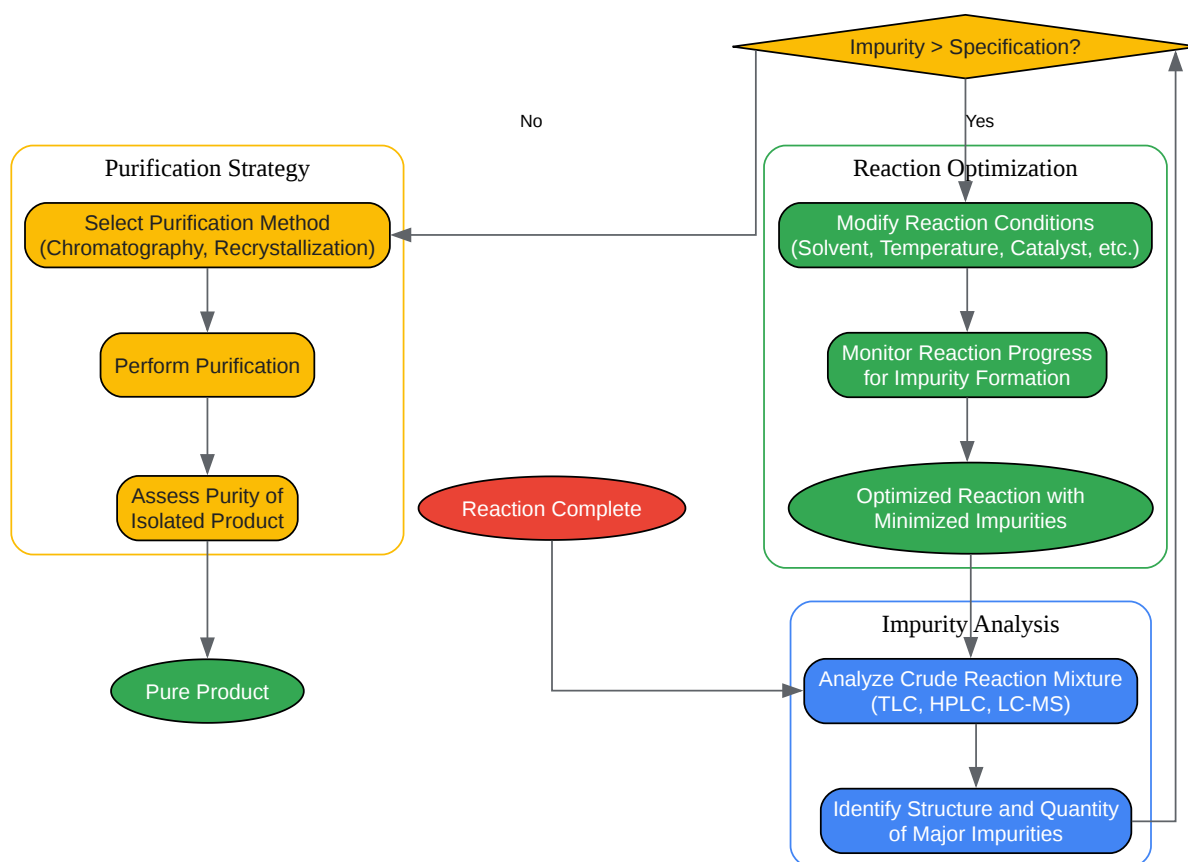 Impurity > Specification?
No
Yes
Purification Strategy
Select Purification Method
(Chromatography, Recrystallization)
Perform Purification
Assess Purity of
Isolated Product
Pure Product
Reaction Complete
Reaction Optimization
Modify Reaction Conditions
(Solvent, Temperature, Catalyst, etc.)
Monitor Reaction Progress
for Impurity Formation
Optimized Reaction with
Minimized Impurities
Impurity Analysis
Analyze Crude Reaction Mixture
(TLC, HPLC, LC-MS)
Identify Structure and Quantity
of Major Impurities